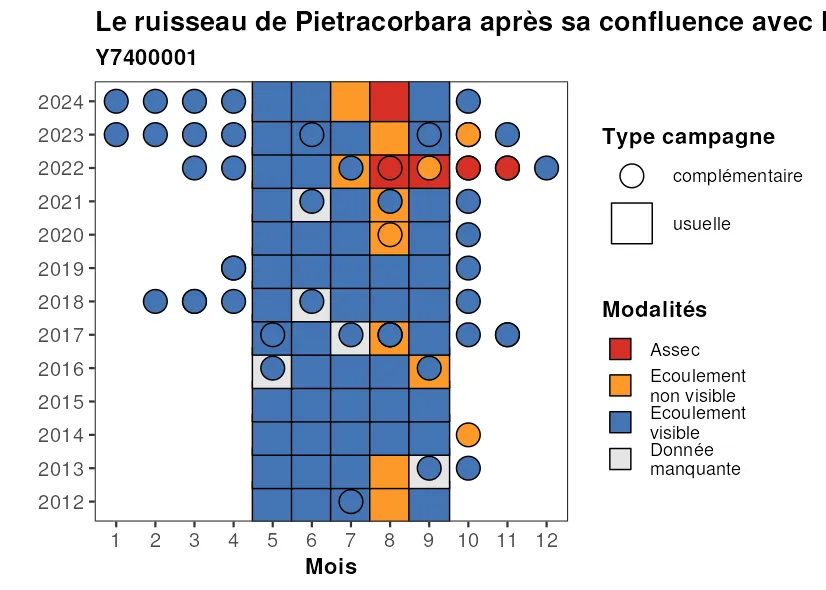 Le ruisseau de Pietracorbara après sa confluence avec l
Y7400001
2024
2023
2022
2021
2020
2019
2018
2017
2016
2015
2014
2013
2012
1 2 3 4 5 6 7 8 9 10 11 12
Mois
Type campagne
complémentaire
usuelle
Modalités
Assec
Ecoulement
non visible
Ecoulement
visible
Donnée
manquante